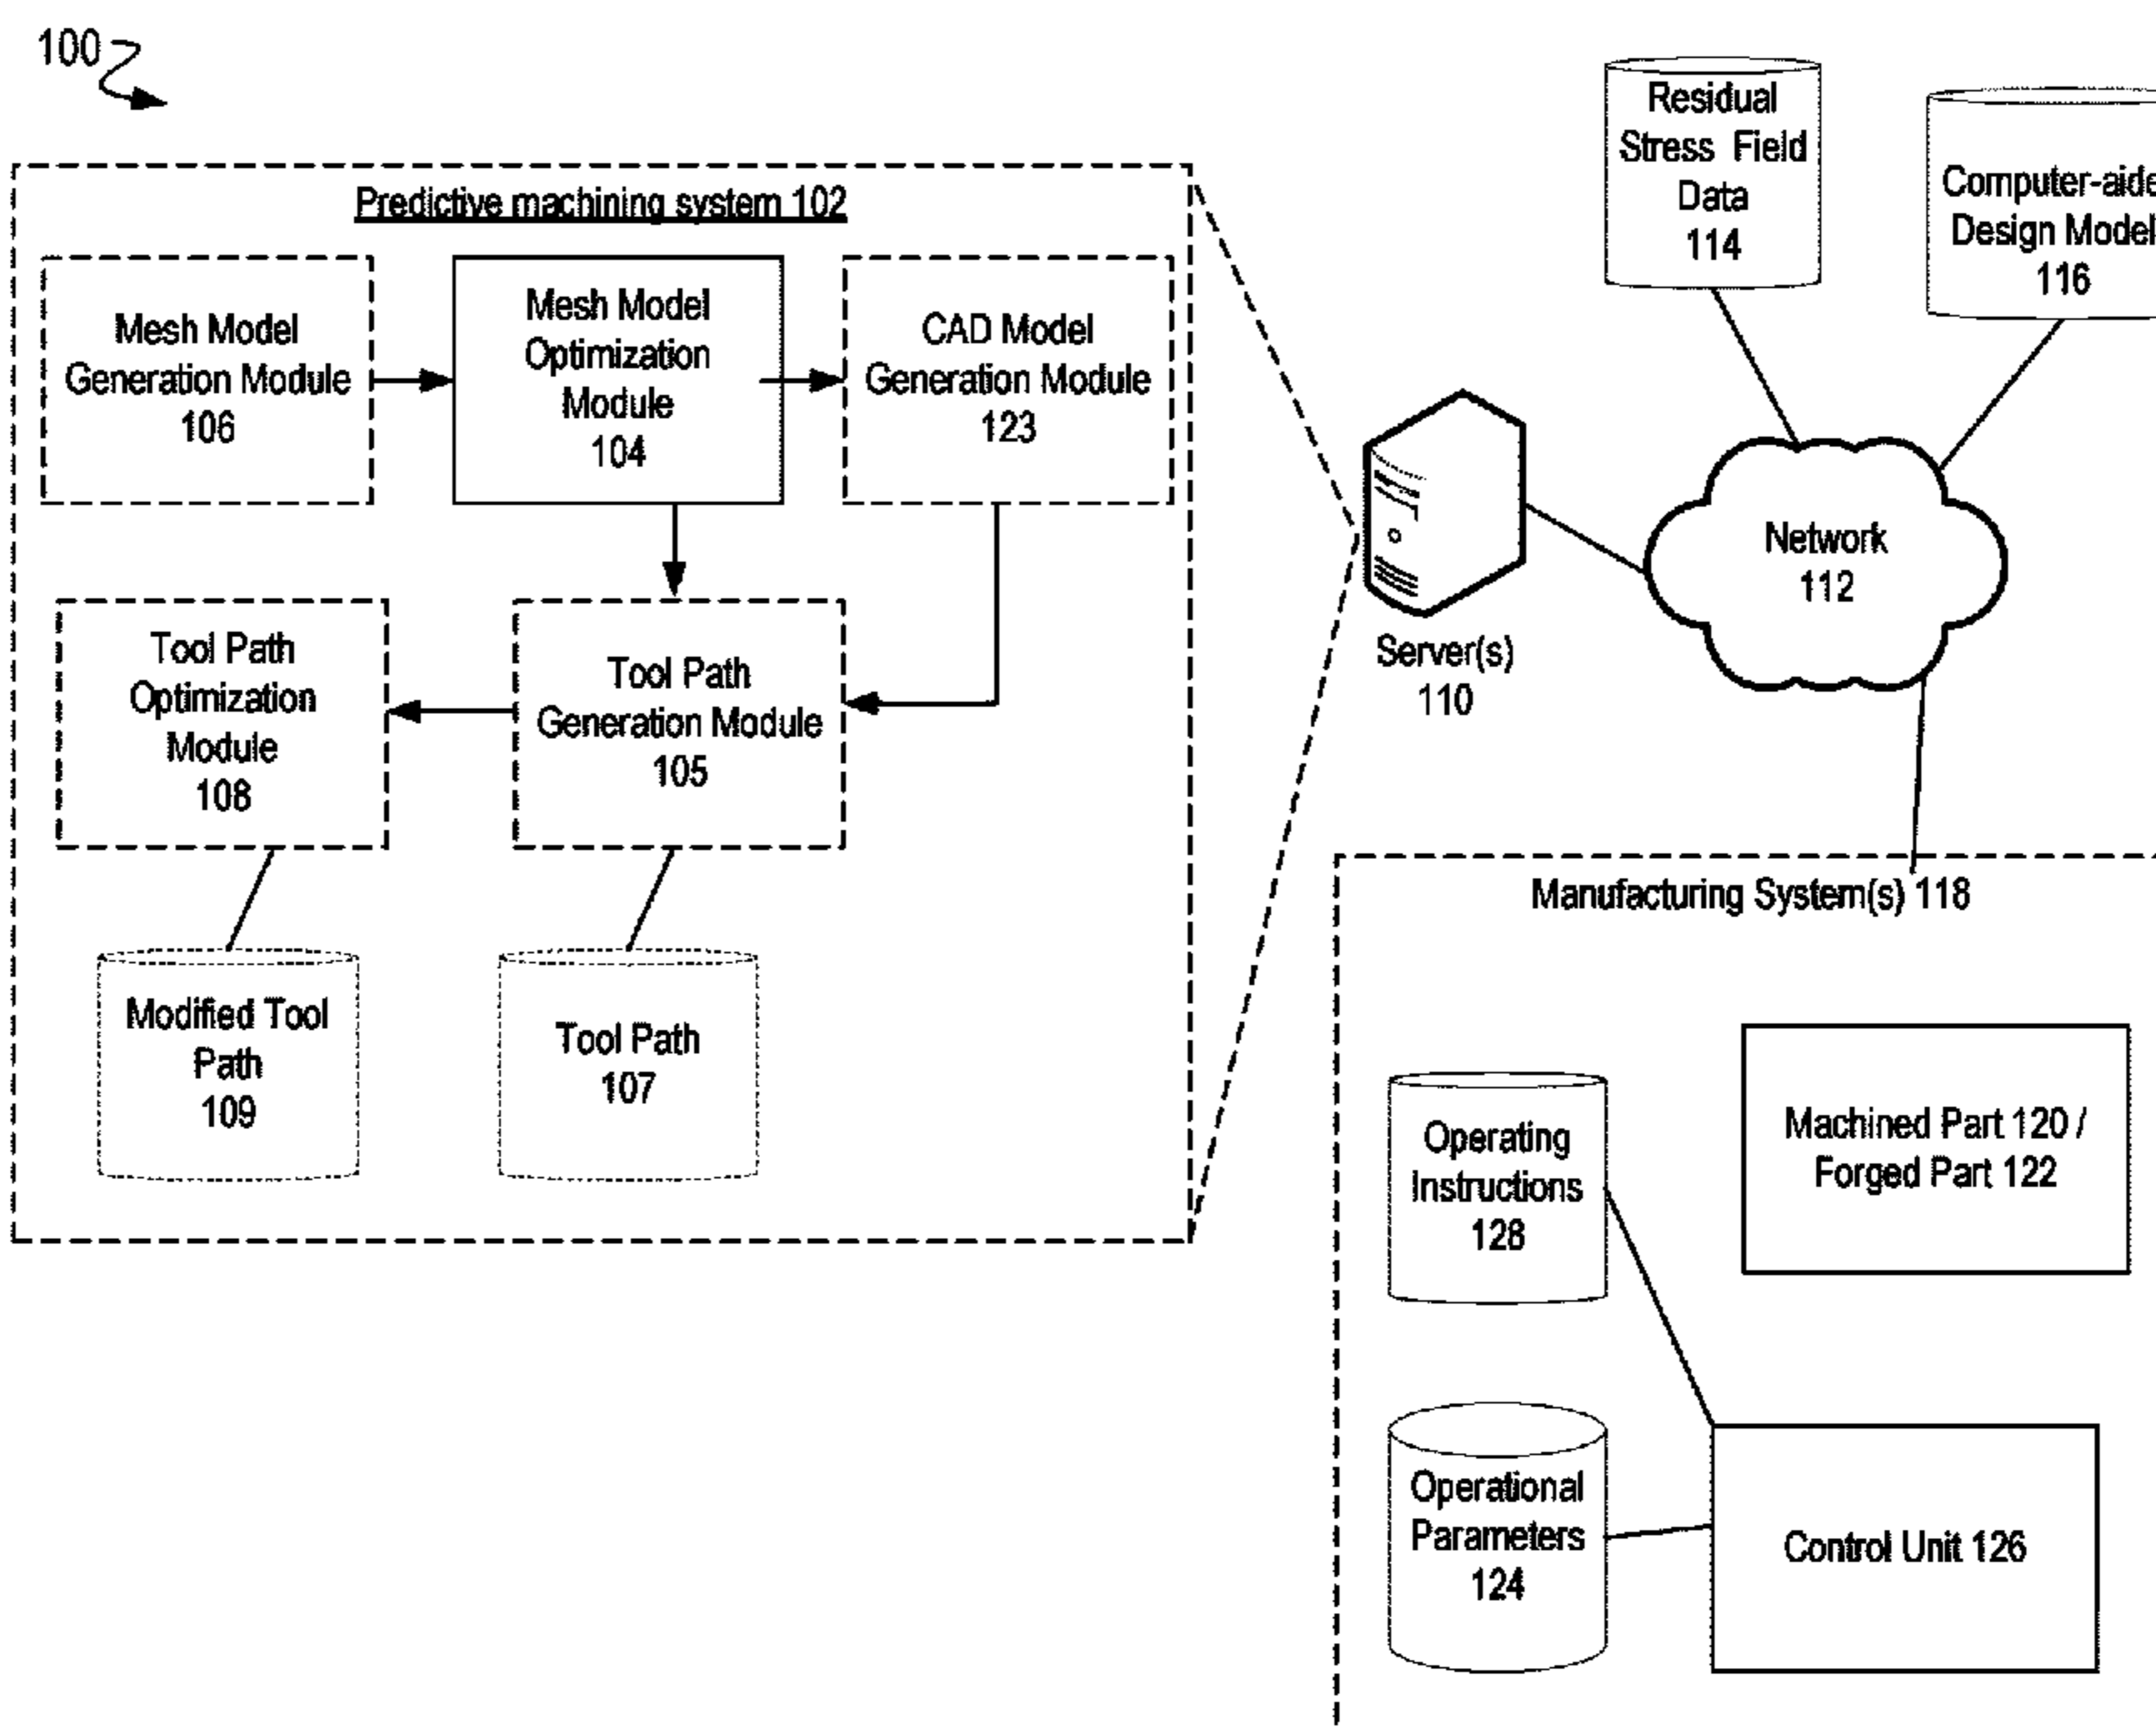 100
Predictive machining system 102
Mesh Model
Generation Module
106
Mesh Model
Optimization
Module
104
CAD Model
Generation Module
123
Tool Path
Optimization
Module
108
Tool Path
Generation Module
105
Modified Tool
Path
109
Tool Path
107
Server(s)
110
Residual
Stress Field
Data
114
Computer-aide
Design Model
116
Network
112
Manufacturing System(s) 118
Operating
Instructions
128
Machined Part 120 /
Forged Part 122
Operational
Parameters
124
Control Unit 126